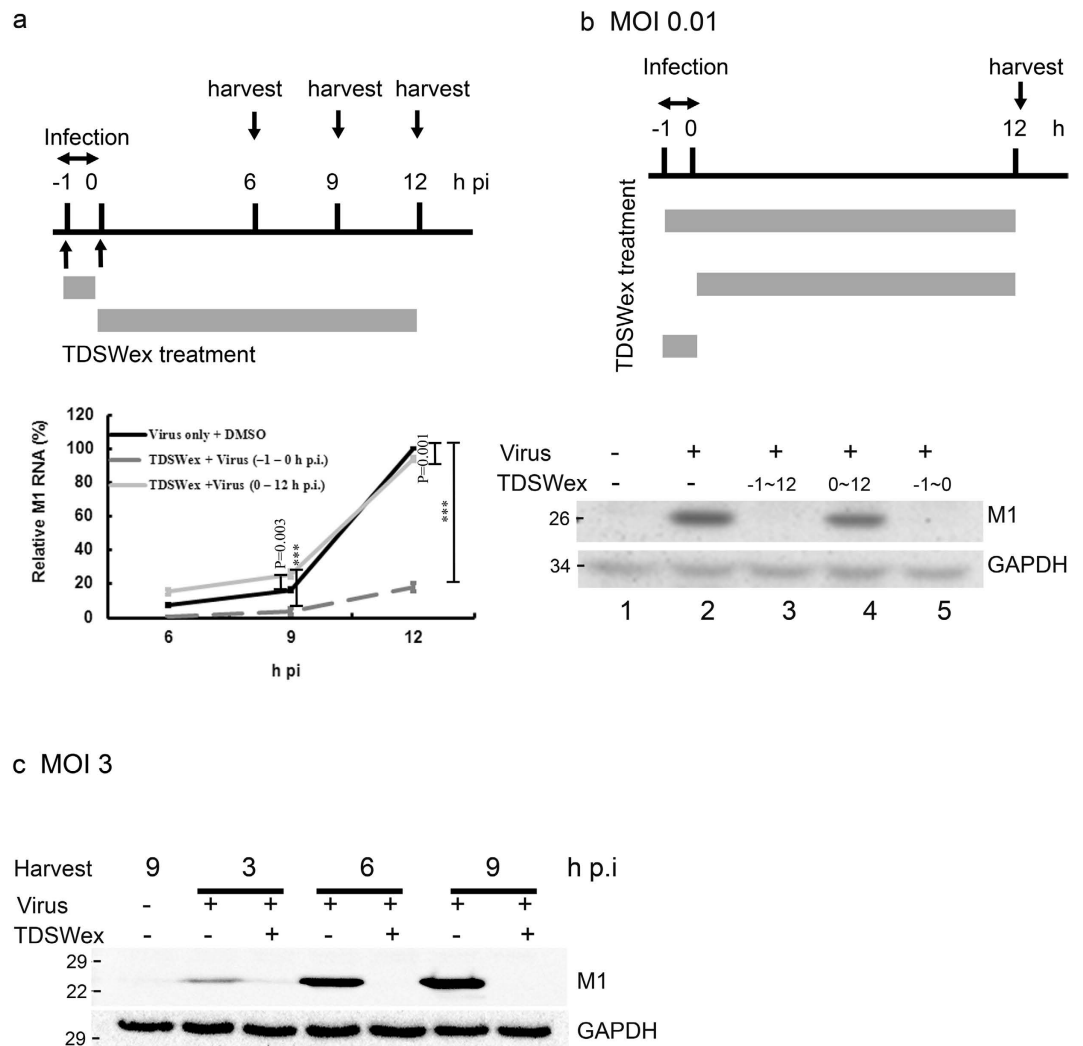 a
harvest harvest harvest
Infection
-1 0 6 9 12 h pi
TDSWex treatment
120
100
80
60
40
20
0
Relative M1 RNA (%)
Virus only + DMSO
TDSWex + Virus (–1 – 0 h p.i.)
TDSWex +Virus (0 – 12 h p.i.)
P=0.003
***
P=0.001
***
6 9 12
h pi
b MOI 0.01
Infection harvest
-1 0 12 h
TDSWex treatment
Virus - + + + +
TDSWex - - -1~12 0~12 -1~0
26 - M1
34 - GAPDH
1 2 3 4 5
c MOI 3
Harvest 9 3 6 9 h p.i
Virus - + + + + + +
TDSWex - - + - + - +
29 -
22 - M1
29 - GAPDH